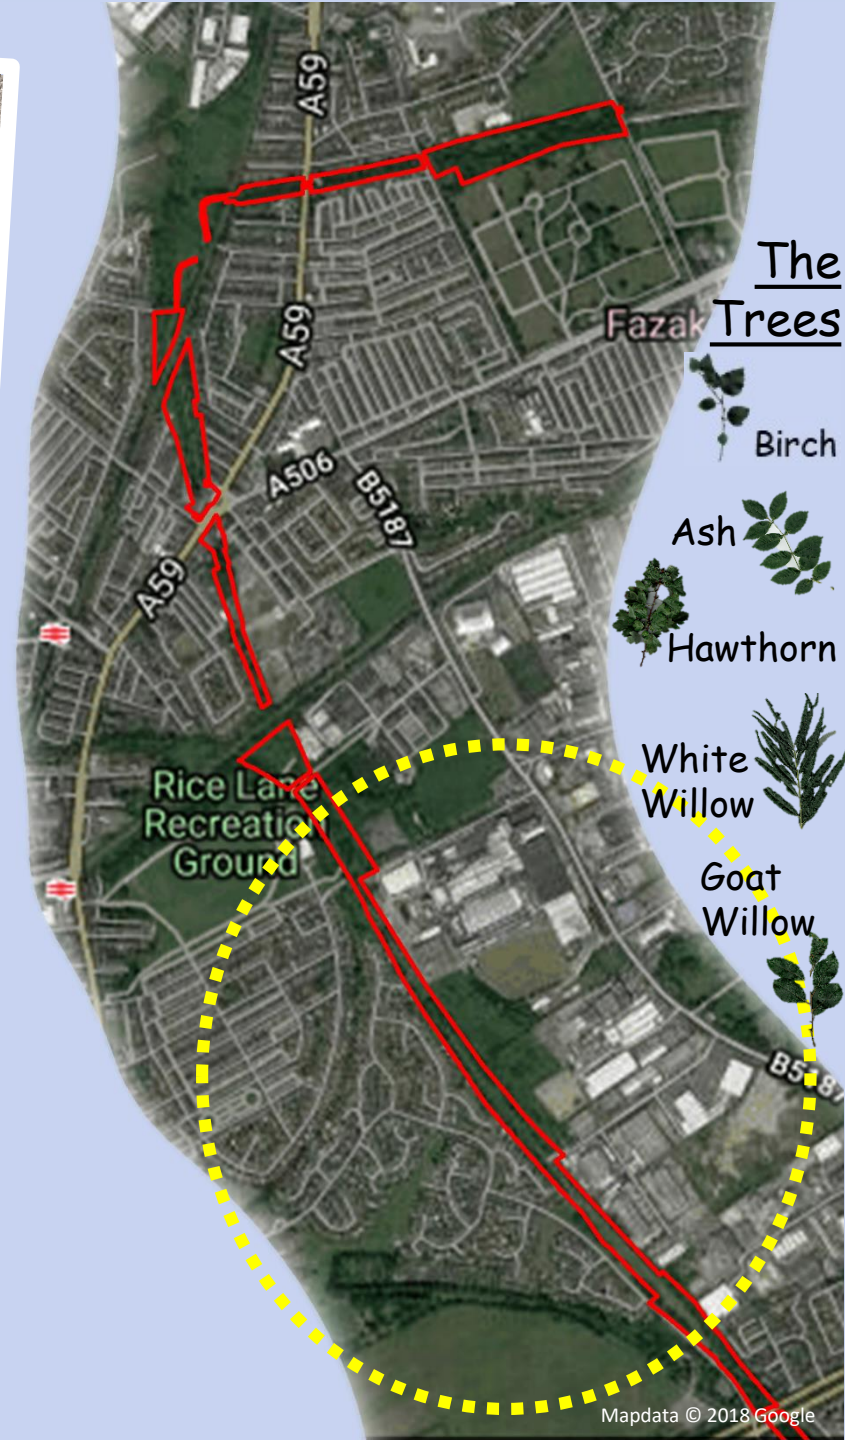 A59
The
Trees
A59
Fazak
Birch
A506
B5187
Ash
A59
Hawthorn
White
Willow
Rice Lane
Recreation
Ground
Goat
Willow
B5187
Mapdata © 2018 Google